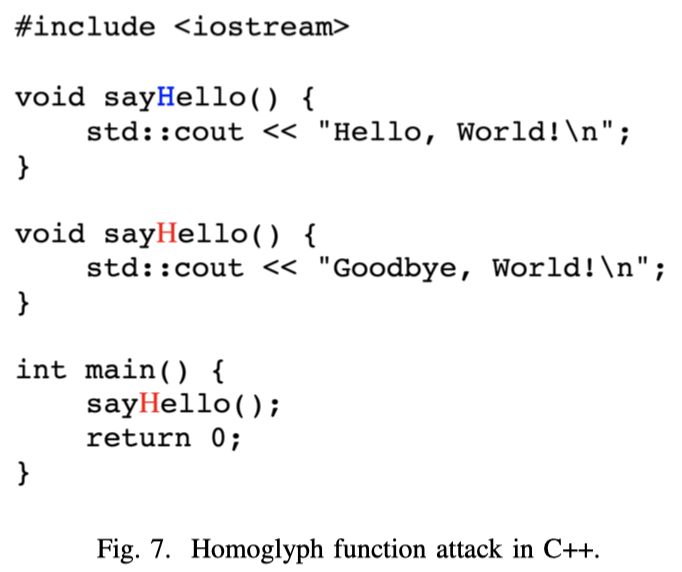 #include <iostream>
void sayHello() {
std::cout << "Hello, World!\n";
}
void sayHello() {
std::cout << "Goodbye, World!\n";
}
int main() {
sayHello();
return 0;
}
Fig. 7. Homoglyph function attack in C++.